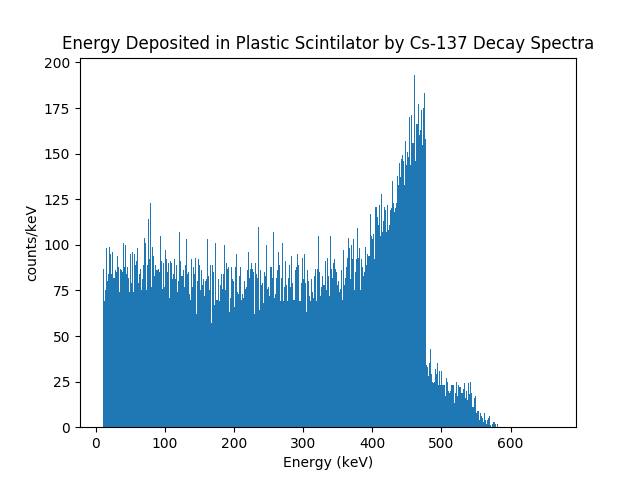 Energy Deposited in Plastic Scintilator by Cs-137 Decay Spectra
200
175
150
125
100
75
50
25
0
counts/keV
0 100 200 300 400 500 600
Energy (keV)